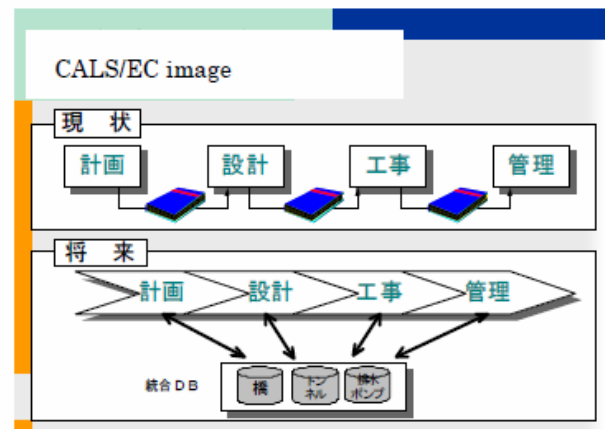 CALS/EC image
現 状
計画 設計 工事 管理
将 来
計画 設計 工事 管理
統合DB
橋
トン
ネル
排水
ポンプ